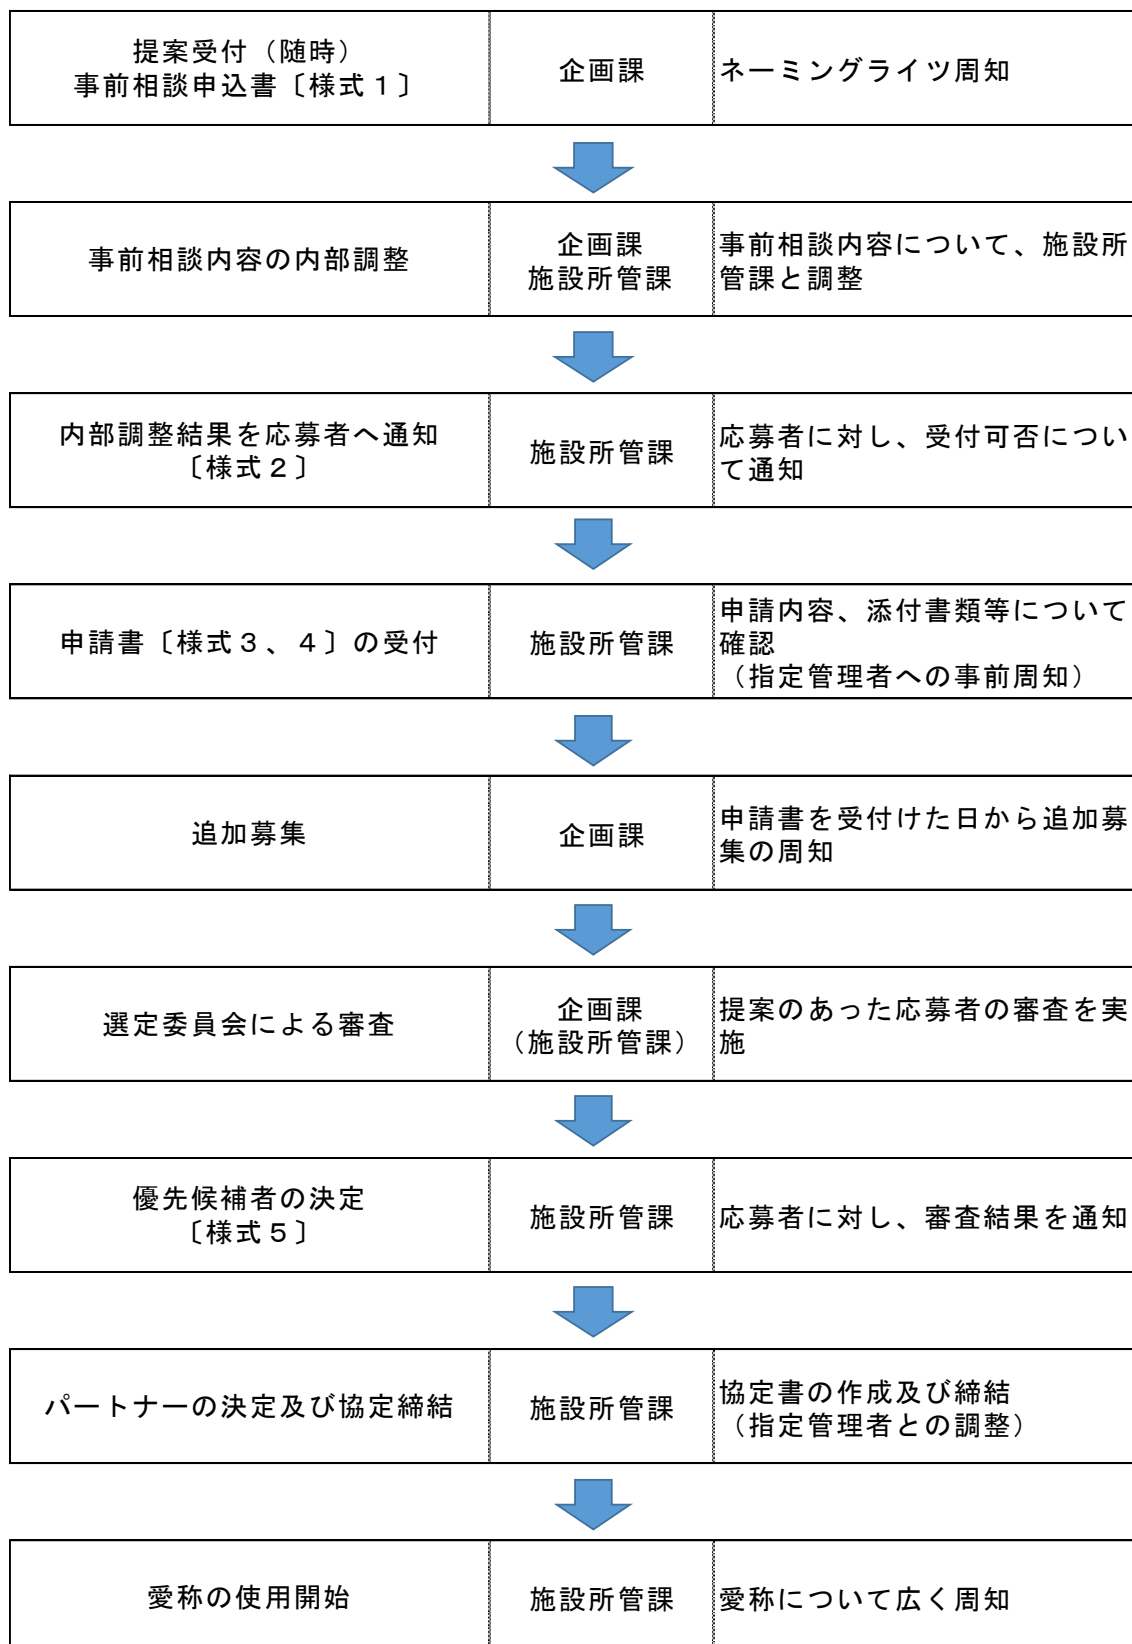 提案受付（随時）
事前相談申込書〔様式１〕
企画課
ネーミングライツ周知
事前相談内容の内部調整
企画課
施設所管課
事前相談内容について、施設所
管課と調整
内部調整結果を応募者へ通知
〔様式２〕
施設所管課
応募者に対し、受付可否につい
て通知
申請書〔様式３、４〕の受付
施設所管課
申請内容、添付書類等について
確認
（指定管理者への事前周知）
追加募集
企画課
申請書を受付けた日から追加募
集の周知
選定委員会による審査
企画課
（施設所管課）
提案のあった応募者の審査を実
施
優先候補者の決定
〔様式５〕
施設所管課
応募者に対し、審査結果を通知
パートナーの決定及び協定締結
施設所管課
協定書の作成及び締結
（指定管理者との調整）
愛称の使用開始
施設所管課
愛称について広く周知